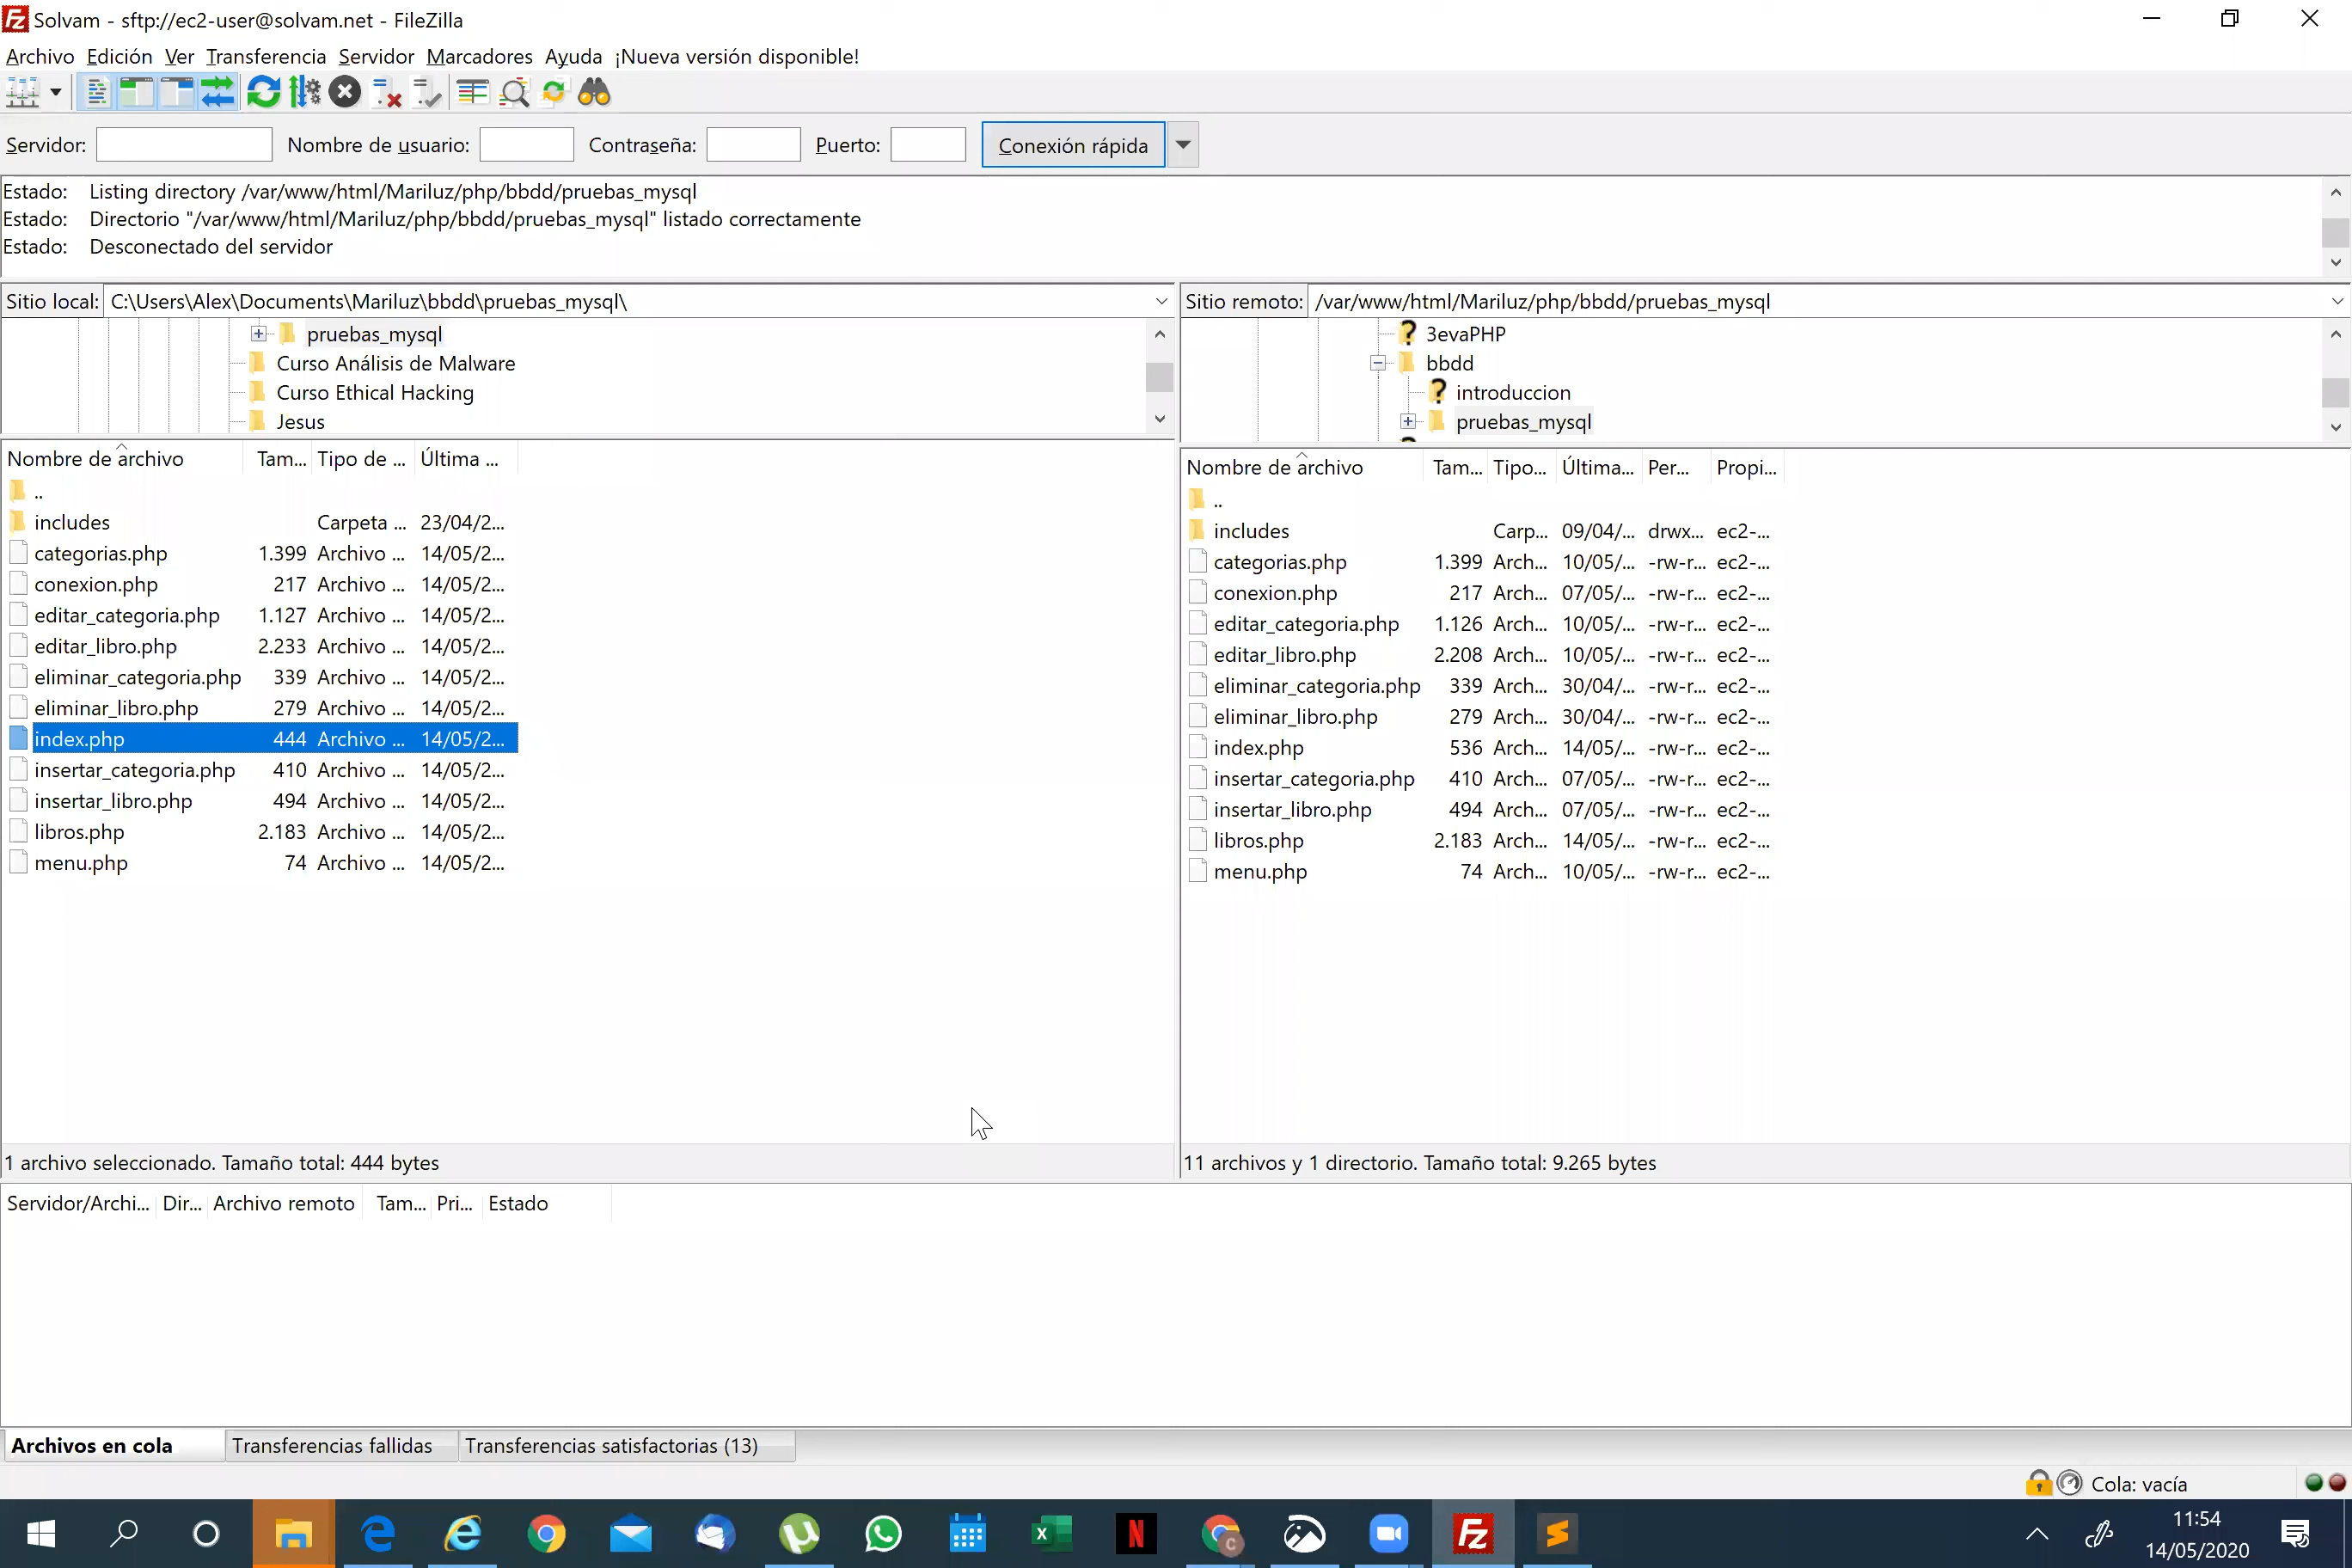 Solvam - sftp://ec2-user@solvam.net - FileZilla
Archivo Edición Ver Transferencia Servidor Marcadores Ayuda ¡Nueva versión disponible!
Servidor: Nombre de usuario: Contraseña: Puerto: Conexión rápida
Estado: Listing directory /var/www/html/Mariluz/php/bbdd/pruebas_mysql
Estado: Directorio "/var/www/html/Mariluz/php/bbdd/pruebas_mysql" listado correctamente
Estado: Desconectado del servidor
Sitio local: C:\Users\Alex\Documents\Mariluz\bbdd\pruebas_mysql\
pruebas_mysql
Curso Análisis de Malware
Curso Ethical Hacking
Jesus
Nombre de archivo Tam... Tipo de ... Última ...
..
includes Carpeta ... 23/04/2...
categorias.php 1.399 Archivo ... 14/05/2...
conexion.php 217 Archivo ... 14/05/2...
editar_categoria.php 1.127 Archivo ... 14/05/2...
editar_libro.php 2.233 Archivo ... 14/05/2...
eliminar_categoria.php 339 Archivo ... 14/05/2...
eliminar_libro.php 279 Archivo ... 14/05/2...
index.php 444 Archivo ... 14/05/2...
insertar_categoria.php 410 Archivo ... 14/05/2...
insertar_libro.php 494 Archivo ... 14/05/2...
libros.php 2.183 Archivo ... 14/05/2...
menu.php 74 Archivo ... 14/05/2...
1 archivo seleccionado. Tamaño total: 444 bytes
Sitio remoto: /var/www/html/Mariluz/php/bbdd/pruebas_mysql
3evaPHP
bbdd
introduccion
pruebas_mysql
Nombre de archivo Tam... Tipo... Última... Per... Propi...
..
includes Carp... 09/04/... drwx... ec2-...
categorias.php 1.399 Arch... 10/05/... -rw-r... ec2-...
conexion.php 217 Arch... 07/05/... -rw-r... ec2-...
editar_categoria.php 1.126 Arch... 10/05/... -rw-r... ec2-...
editar_libro.php 2.208 Arch... 10/05/... -rw-r... ec2-...
eliminar_categoria.php 339 Arch... 30/04/... -rw-r... ec2-...
eliminar_libro.php 279 Arch... 30/04/... -rw-r... ec2-...
index.php 536 Arch... 14/05/... -rw-r... ec2-...
insertar_categoria.php 410 Arch... 07/05/... -rw-r... ec2-...
insertar_libro.php 494 Arch... 07/05/... -rw-r... ec2-...
libros.php 2.183 Arch... 14/05/... -rw-r... ec2-...
menu.php 74 Arch... 10/05/... -rw-r... ec2-...
11 archivos y 1 directorio. Tamaño total: 9.265 bytes
Servidor/Archi... Dir... Archivo remoto Tam... Pri... Estado
Archivos en cola Transferencias fallidas Transferencias satisfactorias (13)
Cola: vacía
11:54
14/05/2020